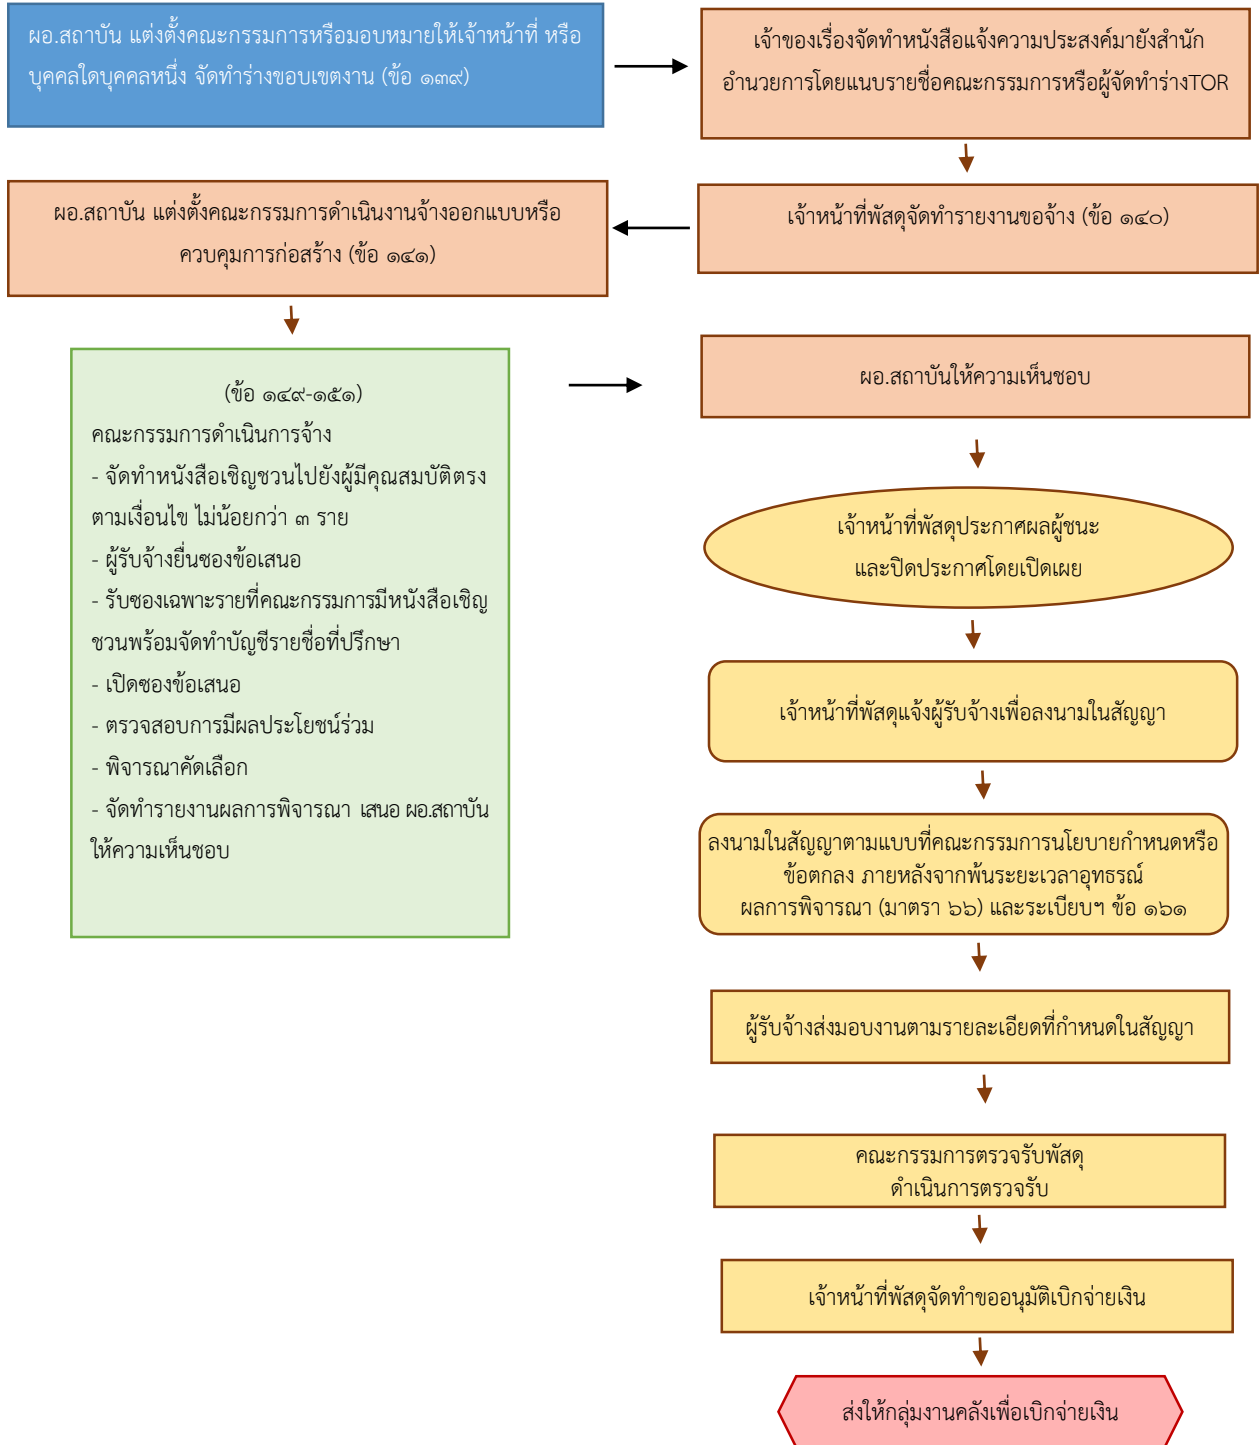 ผอ.สถาบัน แต่งตั้งคณะกรรมการหรือมอบหมายให้เจ้าหน้าที่ หรือ
บุคคลใดบุคคลหนึ่ง จัดทำร่างขอบเขตงาน (ข้อ ๑๓๙)
เจ้าของเรื่องจัดทำหนังสือแจ้งความประสงค์มายังสำนัก
อำนวยการโดยแนบรายชื่อคณะกรรมการหรือผู้จัดทำร่างTOR
เจ้าหน้าที่พัสดุจัดทำรายงานขอจ้าง (ข้อ ๑๔๐)
ผอ.สถาบัน แต่งตั้งคณะกรรมการดำเนินงานจ้างออกแบบหรือ
ควบคุมการก่อสร้าง (ข้อ ๑๔๑)
(ข้อ ๑๔๙-๑๕๑)
คณะกรรมการดำเนินการจ้าง
- จัดทำหนังสือเชิญชวนไปยังผู้มีคุณสมบัติตรง
ตามเงื่อนไข ไม่น้อยกว่า ๓ ราย
- ผู้รับจ้างยื่นซองข้อเสนอ
- รับซองเฉพาะรายที่คณะกรรมการมีหนังสือเชิญ
ชวนพร้อมจัดทำบัญชีรายชื่อที่ปรึกษา
- เปิดซองข้อเสนอ
- ตรวจสอบการมีผลประโยชน์ร่วม
- พิจารณาคัดเลือก
- จัดทำรายงานผลการพิจารณา เสนอ ผอ.สถาบัน
ให้ความเห็นชอบ
ผอ.สถาบันให้ความเห็นชอบ
เจ้าหน้าที่พัสดุประกาศผลผู้ชนะ
และปิดประกาศโดยเปิดเผย
เจ้าหน้าที่พัสดุแจ้งผู้รับจ้างเพื่อลงนามในสัญญา
ลงนามในสัญญาตามแบบที่คณะกรรมการนโยบายกำหนดหรือ
ข้อตกลง ภายหลังจากพ้นระยะเวลาอุทธรณ์
ผลการพิจารณา (มาตรา ๖๖) และระเบียบฯ ข้อ ๑๖๑
ผู้รับจ้างส่งมอบงานตามรายละเอียดที่กำหนดในสัญญา
คณะกรรมการตรวจรับพัสดุ
ดำเนินการตรวจรับ
เจ้าหน้าที่พัสดุจัดทำขออนุมัติเบิกจ่ายเงิน
ส่งให้กลุ่มงานคลังเพื่อเบิกจ่ายเงิน